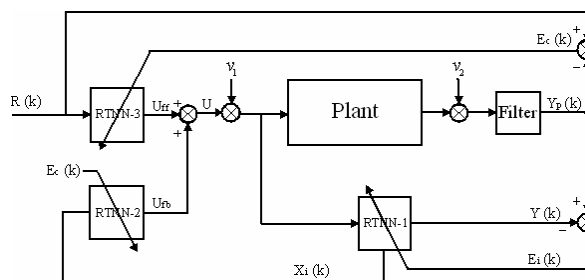 +
Ec (k)
−
v1
v2
R (k)
RTNN-3
Uff
+
U
+
Plant
Filter
Yp (k)
Ec (k)
RTNN-2
Ufb
RTNN-1
Y (k)
+
−
Xi (k)
Ei (k)